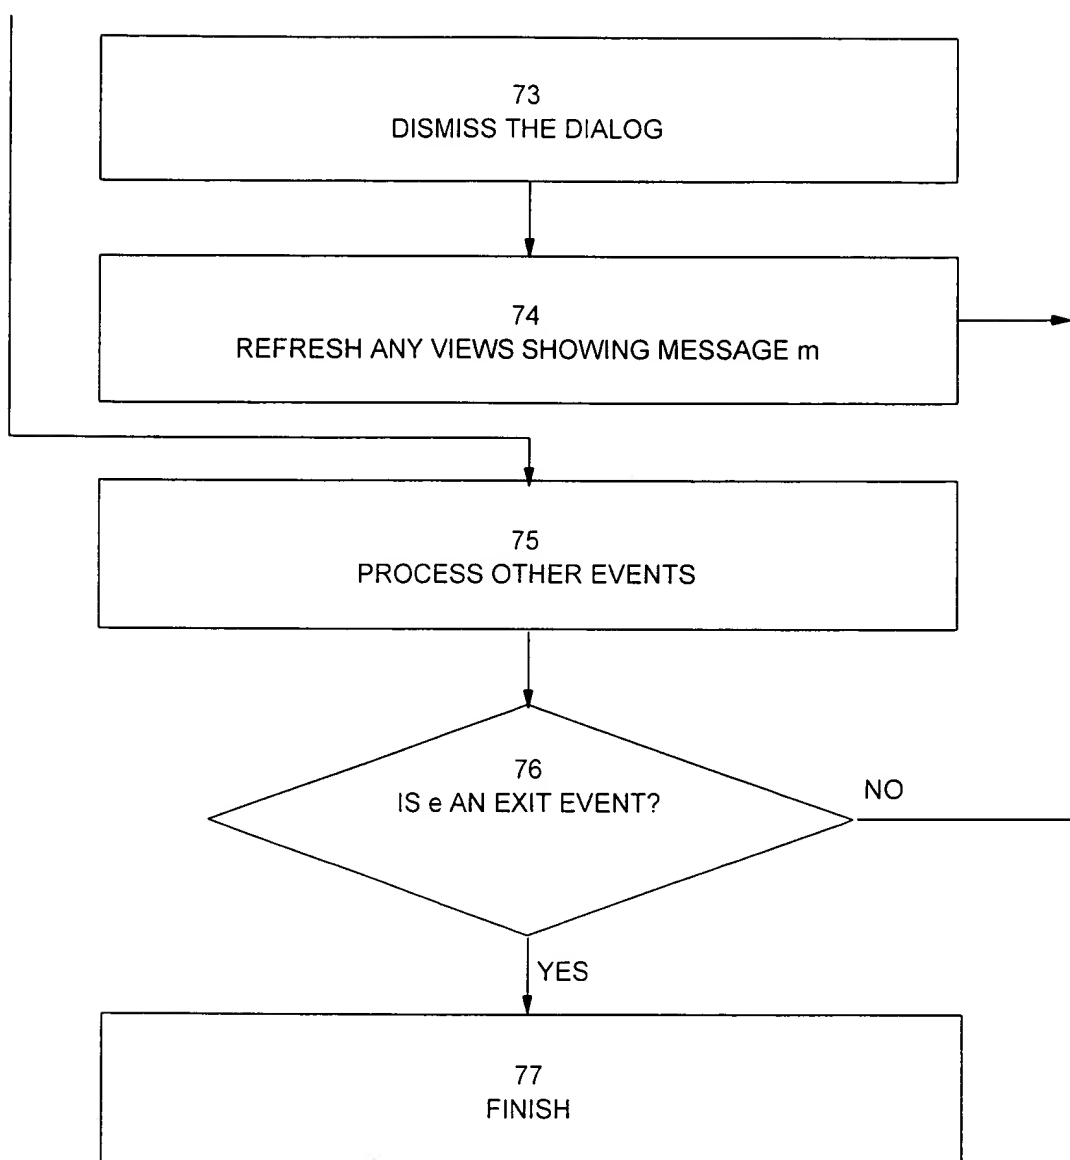 73
DISMISS THE DIALOG
74
REFRESH ANY VIEWS SHOWING MESSAGE m
75
PROCESS OTHER EVENTS
76
IS e AN EXIT EVENT?
NO
YES
77
FINISH